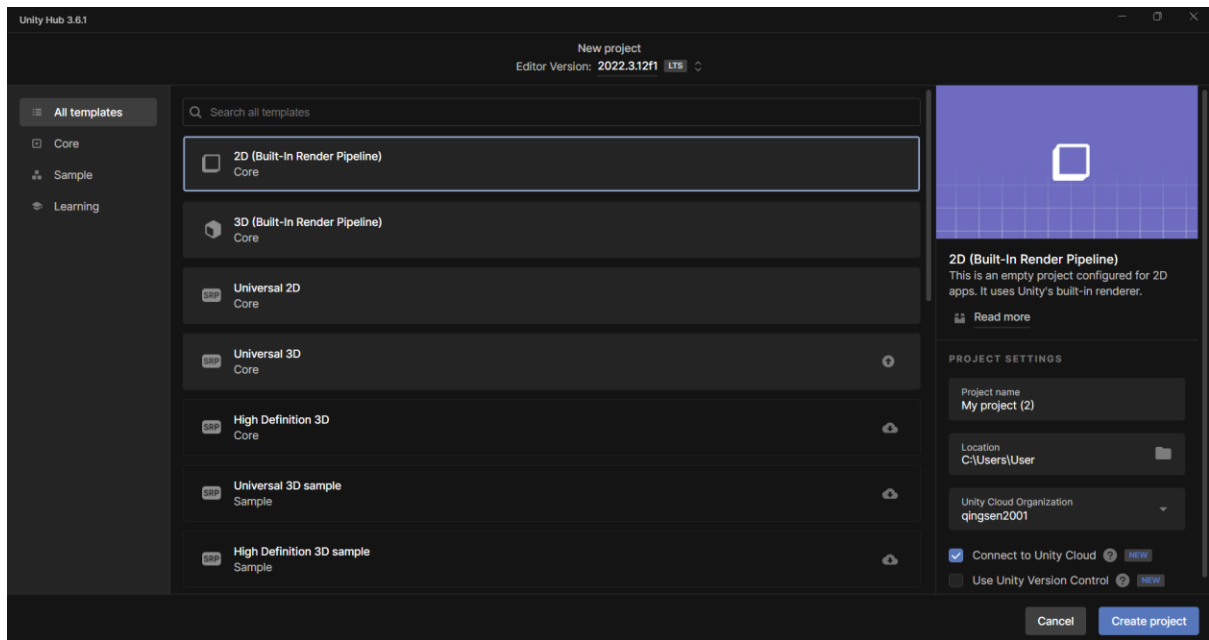 Unity Hub 3.6.1
New project
Editor Version: 2022.3.12f1 LTS
All templates
Core
Sample
Learning
Search all templates
2D (Built-In Render Pipeline)
Core
3D (Built-In Render Pipeline)
Core
SRP
Universal 2D
Core
SRP
Universal 3D
Core
SRP
High Definition 3D
Core
SRP
Universal 3D sample
Sample
SRP
High Definition 3D sample
Sample
2D (Built-In Render Pipeline)
This is an empty project configured for 2D
apps. It uses Unity's built-in renderer.
Read more
PROJECT SETTINGS
Project name
My project (2)
Location
C:\Users\User
Unity Cloud Organization
qingsen2001
Connect to Unity Cloud ? NEW
Use Unity Version Control ? NEW
Cancel
Create project